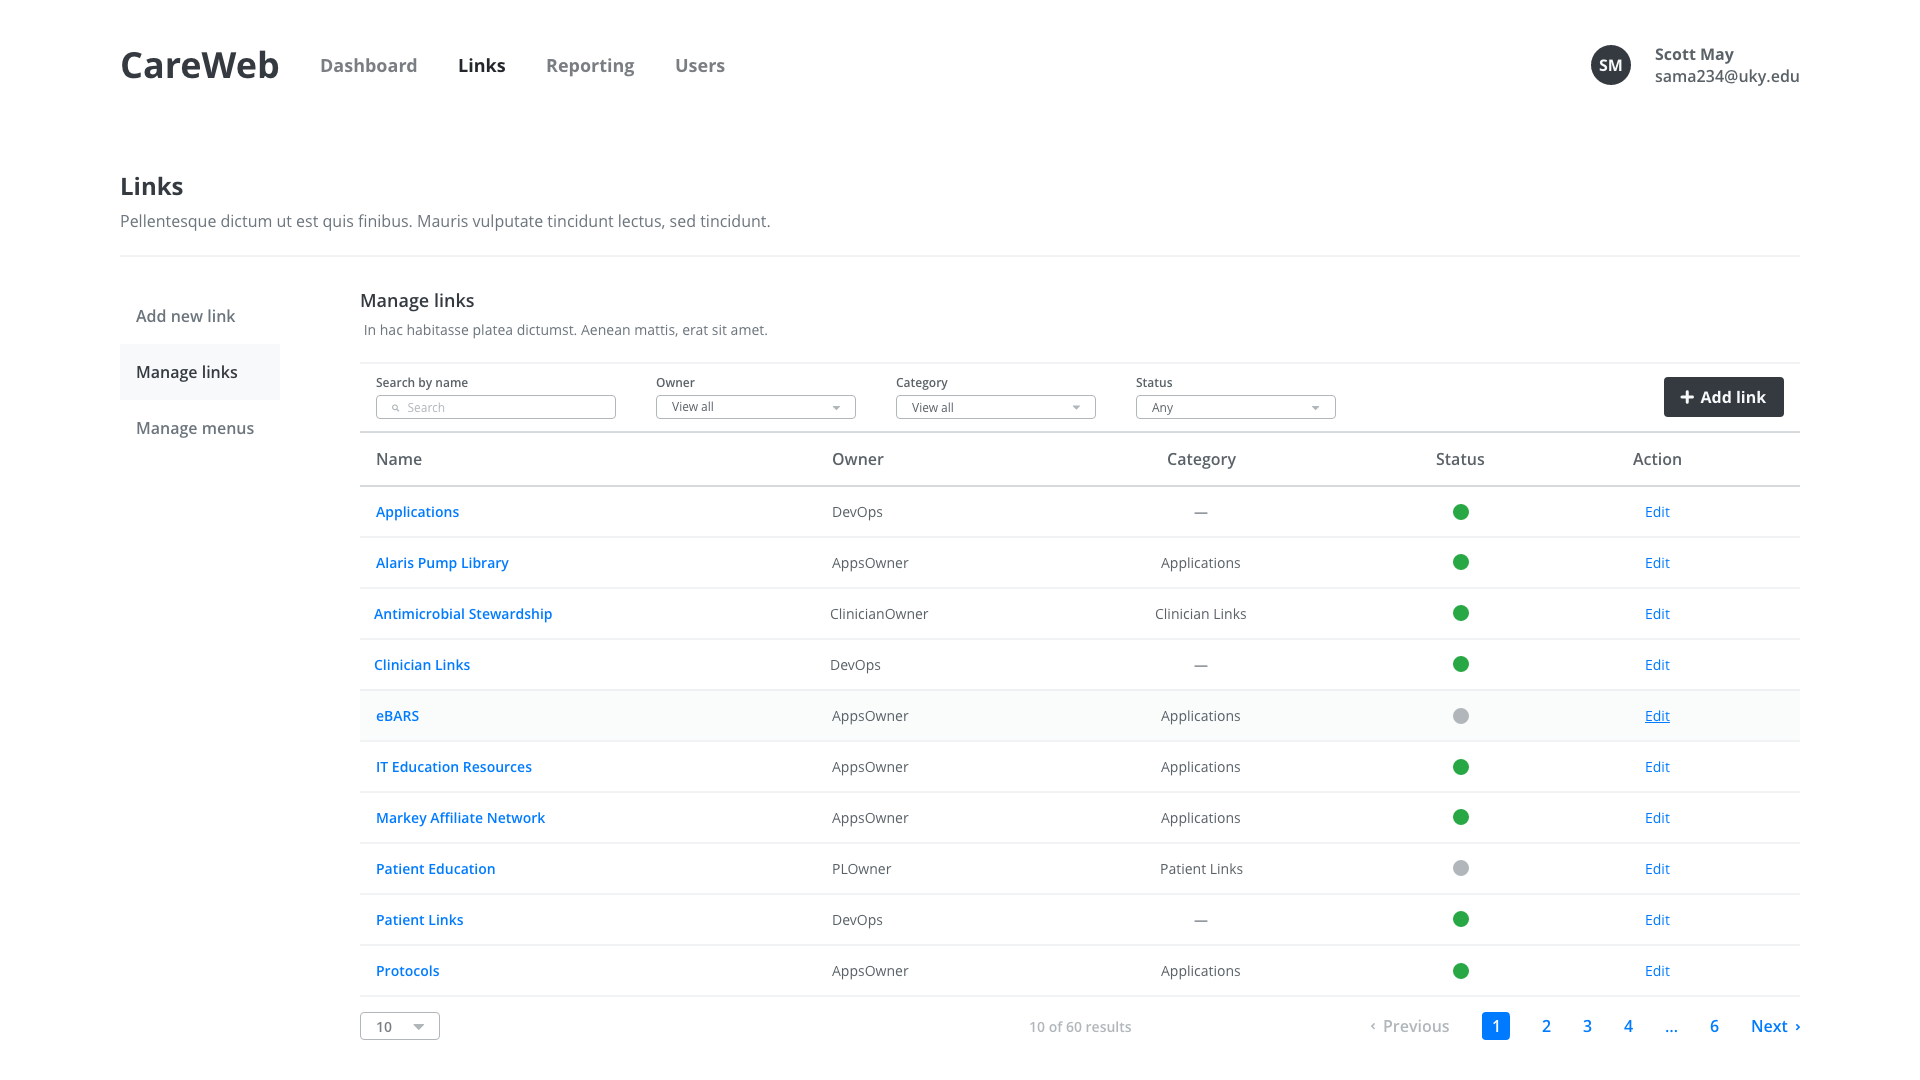 CareWeb Dashboard Links Reporting Users
SM
Scott May
sama234@uky.edu
Links
Pellentesque dictum ut est quis finibus. Mauris vulputate tincidunt lectus, sed tincidunt.
Add new link
Manage links
Manage menus
Manage links
In hac habitasse platea dictumst. Aenean mattis, erat sit amet.
Search by name Owner Category Status
Search View all View all Any
+ Add link
Name Owner Category Status Action
Applications DevOps — Edit
Alaris Pump Library AppsOwner Applications Edit
Antimicrobial Stewardship ClinicianOwner Clinician Links Edit
Clinician Links DevOps — Edit
eBARS AppsOwner Applications Edit
IT Education Resources AppsOwner Applications Edit
Markey Affiliate Network AppsOwner Applications Edit
Patient Education PLOwner Patient Links Edit
Patient Links DevOps — Edit
Protocols AppsOwner Applications Edit
10 10 of 60 results ‹ Previous 1 2 3 4 ... 6 Next ›